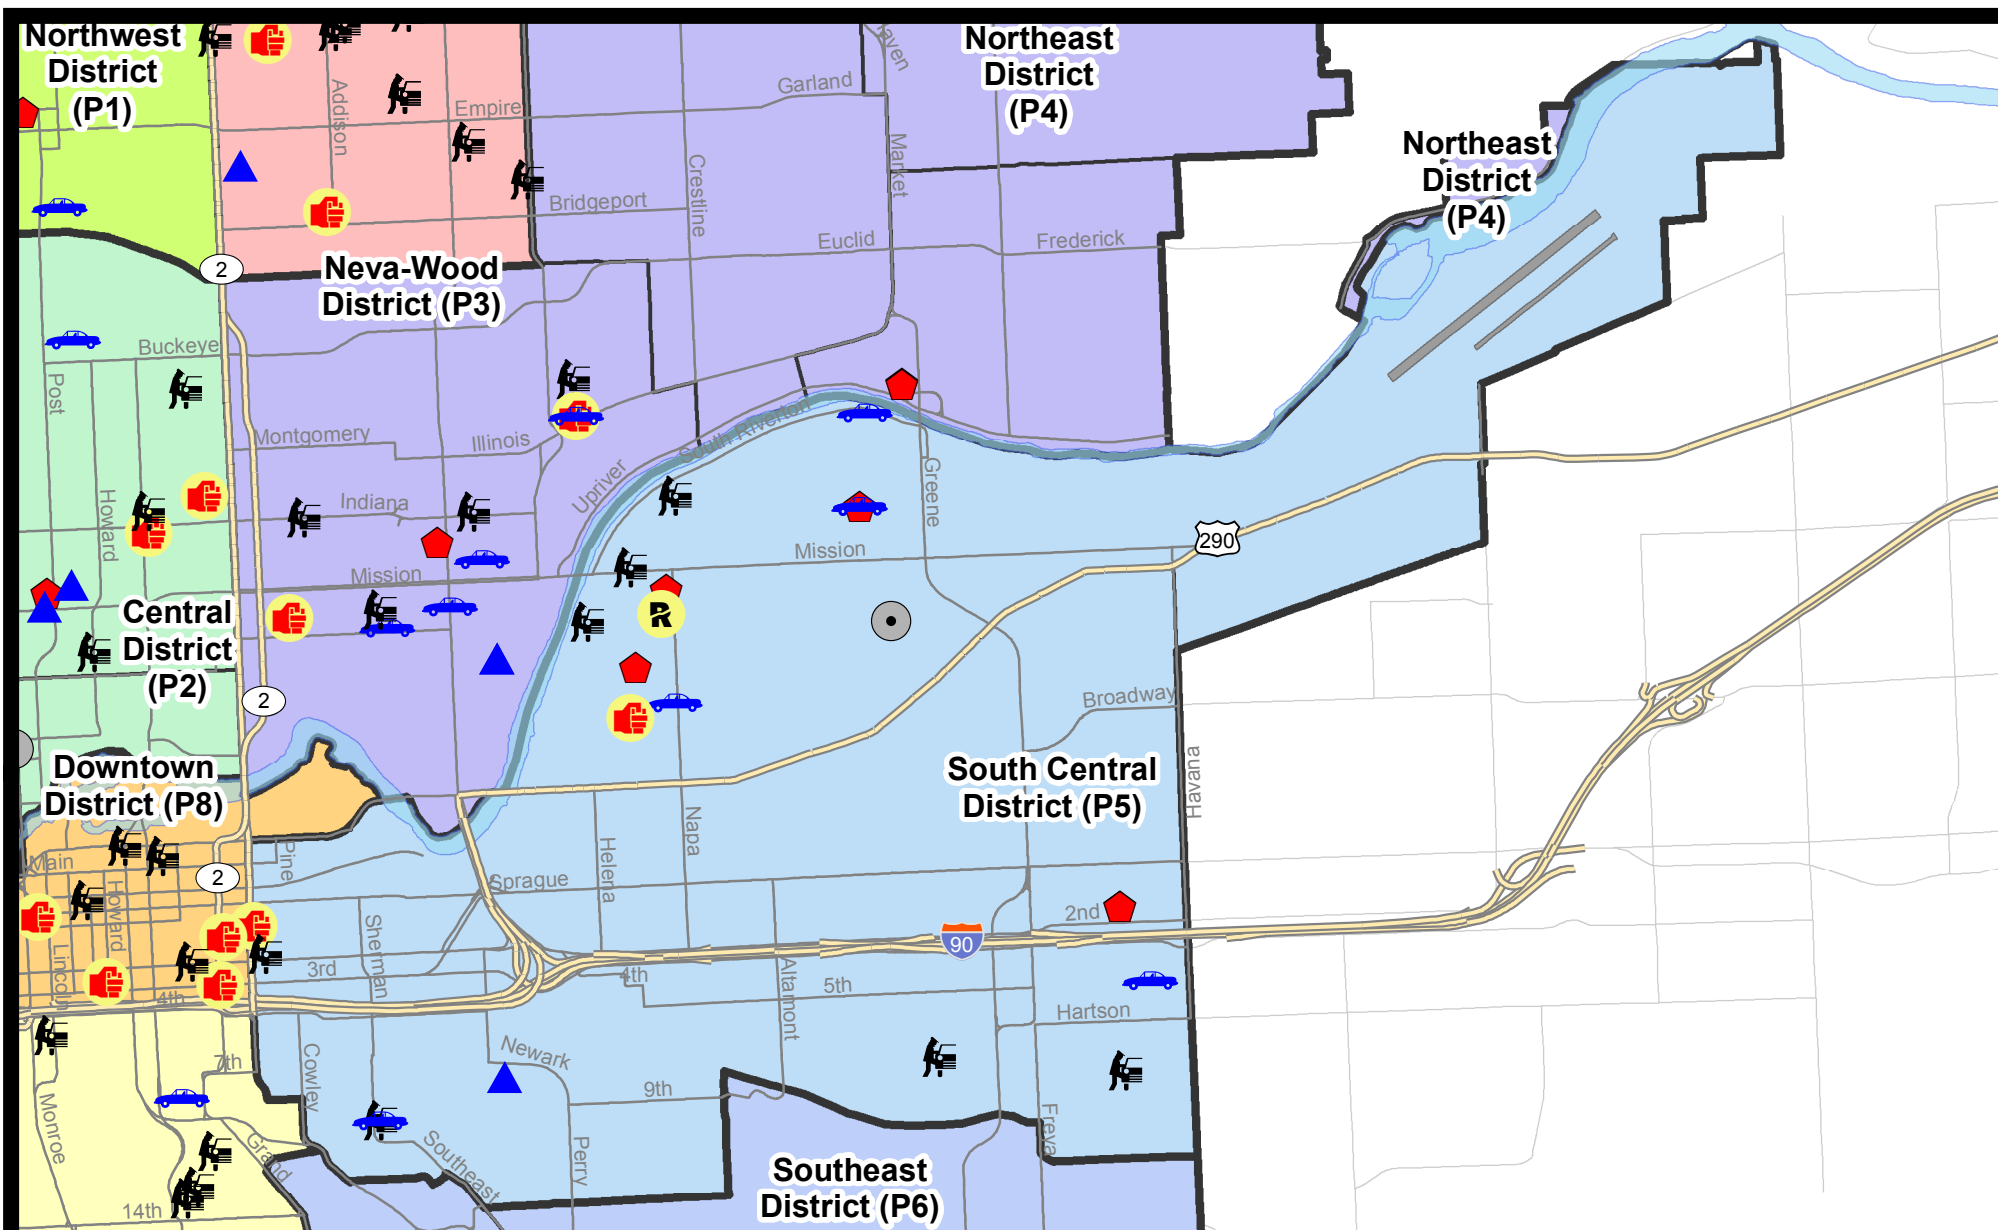 Northwest
District
(P1)
Northeast
District
(P4)
Northeast
District
(P4)
Neva-Wood
District (P3)
Central
District
(P2)
Downtown
District (P8)
South Central
District (P5)
Southeast
District (P6)
Addison
Empire
Garland
Market
Crestline
Bridgeport
Euclid
Frederick
2
Buckeye
Post
Montgomery
Illinois
South Riverton
Upriver
Howard
Indiana
Greene
Mission
Mission
290
2
Broadway
Havana
Napa
Helena
Pine
Main
2
Sprague
Howard
Lincoln
Sherman
2nd
90
3rd
4th
4th
5th
Altamont
Hartson
Newark
7th
Cowley
9th
Monroe
Grand
Southeast
Perry
Freya
14th